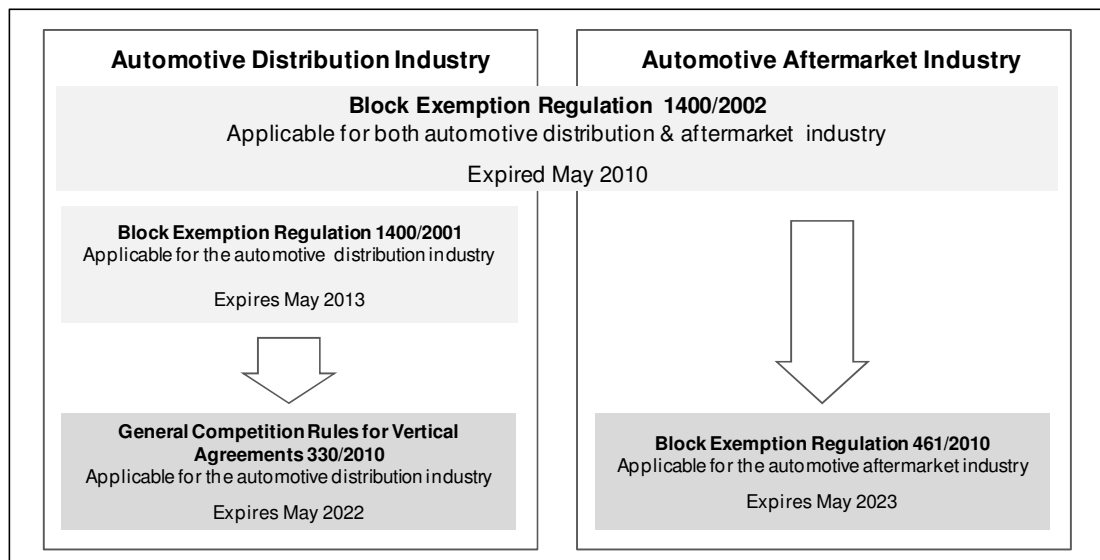 Automotive Distribution Industry
Automotive Aftermarket Industry
Block Exemption Regulation 1400/2002
Applicable for both automotive distribution & aftermarket industry
Expired May 2010
Block Exemption Regulation 1400/2001
Applicable for the automotive distribution industry
Expires May 2013
General Competition Rules for Vertical
Agreements 330/2010
Applicable for the automotive distribution industry
Expires May 2022
Block Exemption Regulation 461/2010
Applicable for the automotive aftermarket industry
Expires May 2023